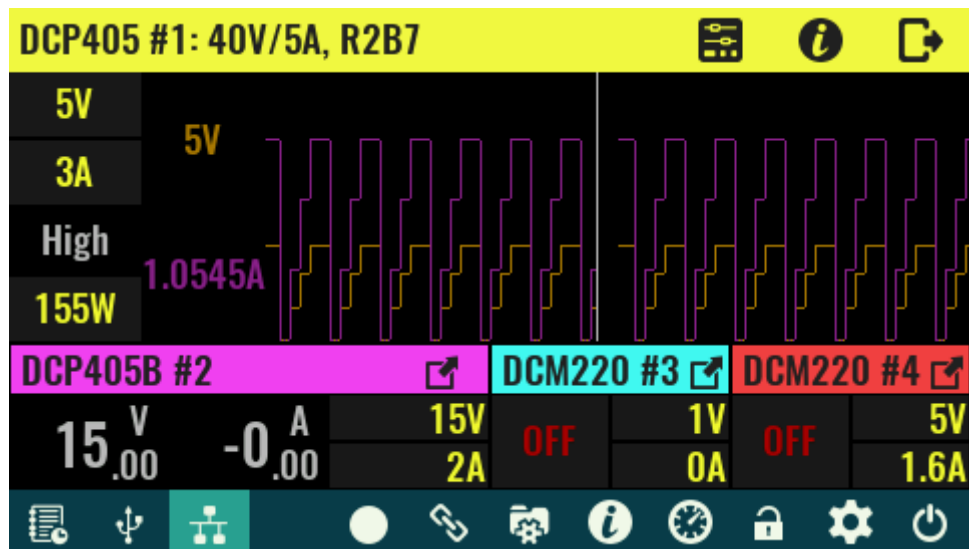 DCP405 #1: 40V/5A, R2B7
5V
3A
High
155W
5V
1.0545A
DCP405B #2
15.00 V
-0.00 A
15V
2A
DCM220 #3
OFF
1V
0A
DCM220 #4
OFF
5V
1.6A